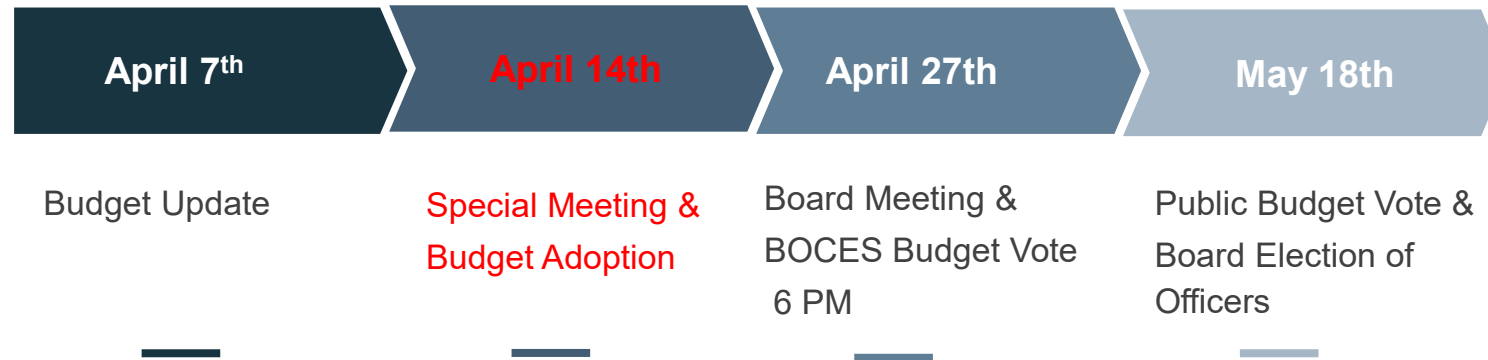 April 7th
April 14th
April 27th
May 18th
Budget Update
Special Meeting &
Budget Adoption
Board Meeting &
BOCES Budget Vote
6 PM
Public Budget Vote &
Board Election of
Officers